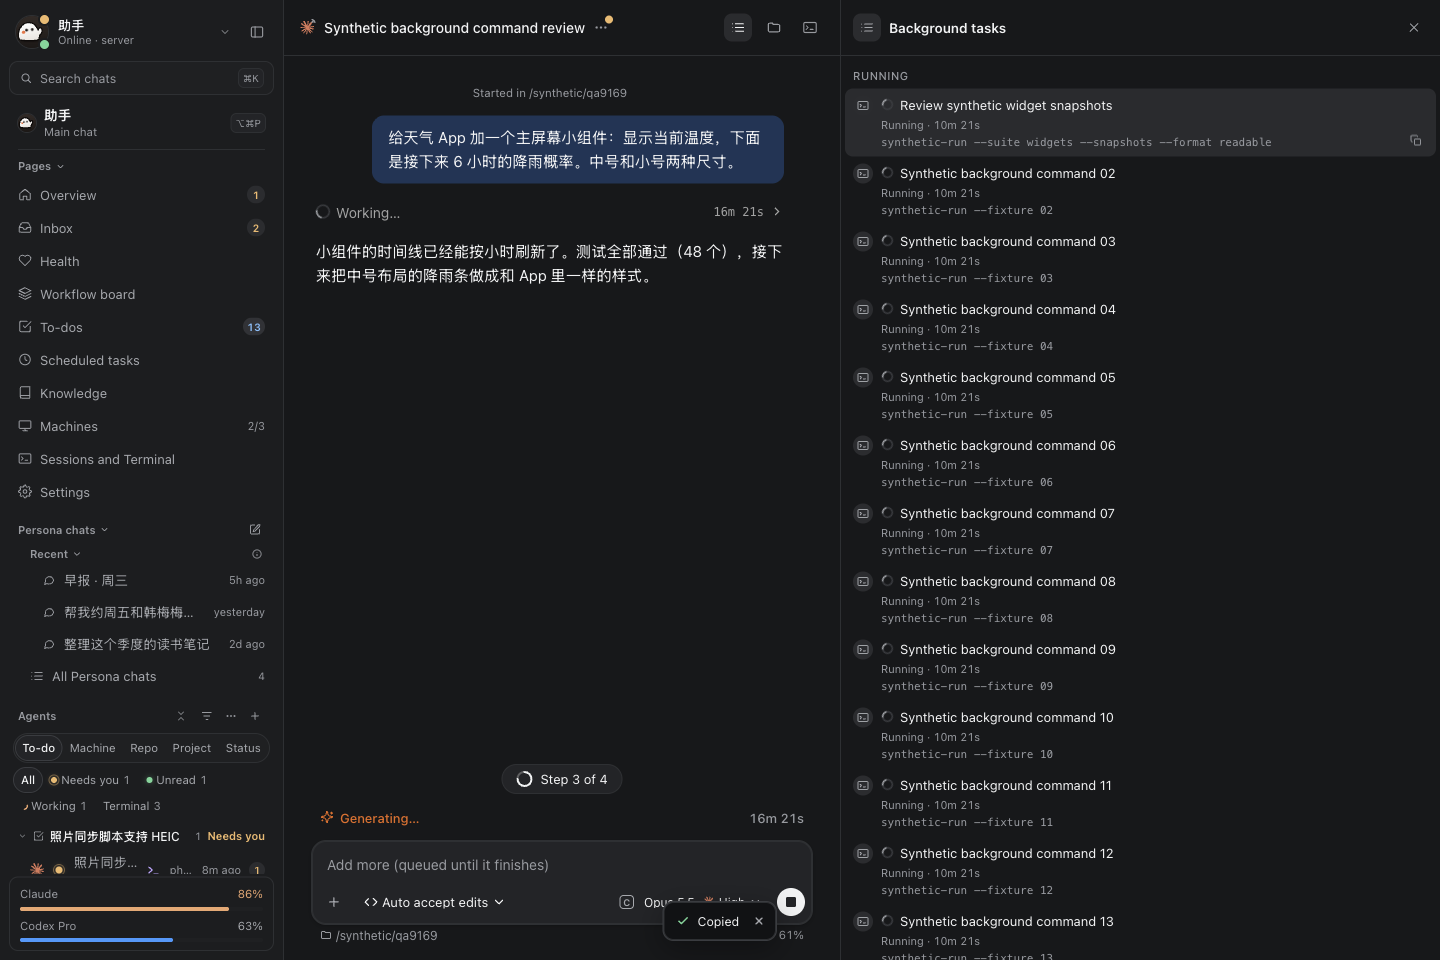 助手
Online · server
Search chats
⌘K
助手
Main chat
⌥⌘P
Pages
Overview
1
Inbox
2
Health
Workflow board
To-dos
13
Scheduled tasks
Knowledge
Machines
2/3
Sessions and Terminal
Settings
Persona chats
Recent
早报 · 周三
5h ago
帮我约周五和韩梅梅...
yesterday
整理这个季度的读书笔记
2d ago
All Persona chats
4
Agents
To-do Machine Repo Project Status
All Needs you 1 Unread 1
Working 1 Terminal 3
照片同步脚本支持 HEIC 1 Needs you
照片同步... ph... 8m ago 1
Claude 86%
Codex Pro 63%
Synthetic background command review
Started in /synthetic/qa9169
给天气 App 加一个主屏幕小组件：显示当前温度，下面
是接下来 6 小时的降雨概率。中号和小号两种尺寸。
Working...
16m 21s
小组件的时间线已经能按小时刷新了。测试全部通过（48 个），接下
来把中号布局的降雨条做成和 App 里一样的样式。
Step 3 of 4
Generating...
16m 21s
Add more (queued until it finishes)
Auto accept edits
C
Copied
/synthetic/qa9169
61%
Background tasks
RUNNING
Review synthetic widget snapshots
Running · 10m 21s
synthetic-run --suite widgets --snapshots --format readable
Synthetic background command 02
Running · 10m 21s
synthetic-run --fixture 02
Synthetic background command 03
Running · 10m 21s
synthetic-run --fixture 03
Synthetic background command 04
Running · 10m 21s
synthetic-run --fixture 04
Synthetic background command 05
Running · 10m 21s
synthetic-run --fixture 05
Synthetic background command 06
Running · 10m 21s
synthetic-run --fixture 06
Synthetic background command 07
Running · 10m 21s
synthetic-run --fixture 07
Synthetic background command 08
Running · 10m 21s
synthetic-run --fixture 08
Synthetic background command 09
Running · 10m 21s
synthetic-run --fixture 09
Synthetic background command 10
Running · 10m 21s
synthetic-run --fixture 10
Synthetic background command 11
Running · 10m 21s
synthetic-run --fixture 11
Synthetic background command 12
Running · 10m 21s
synthetic-run --fixture 12
Synthetic background command 13
Running · 10m 21s
synthetic-run --fixture 13